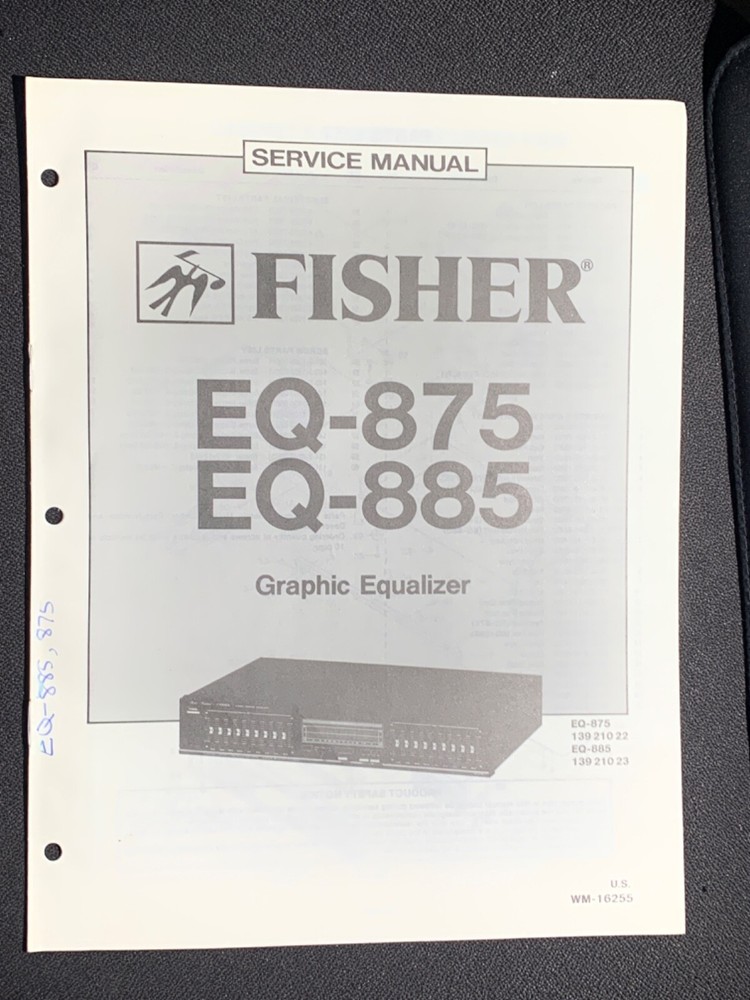 SERVICE MANUAL
FISHER®
EQ-875
EQ-885
Graphic Equalizer
EQ-875
139 210 22
EQ-885
139 210 23
U.S.
WM-16255
EQ-885, 875